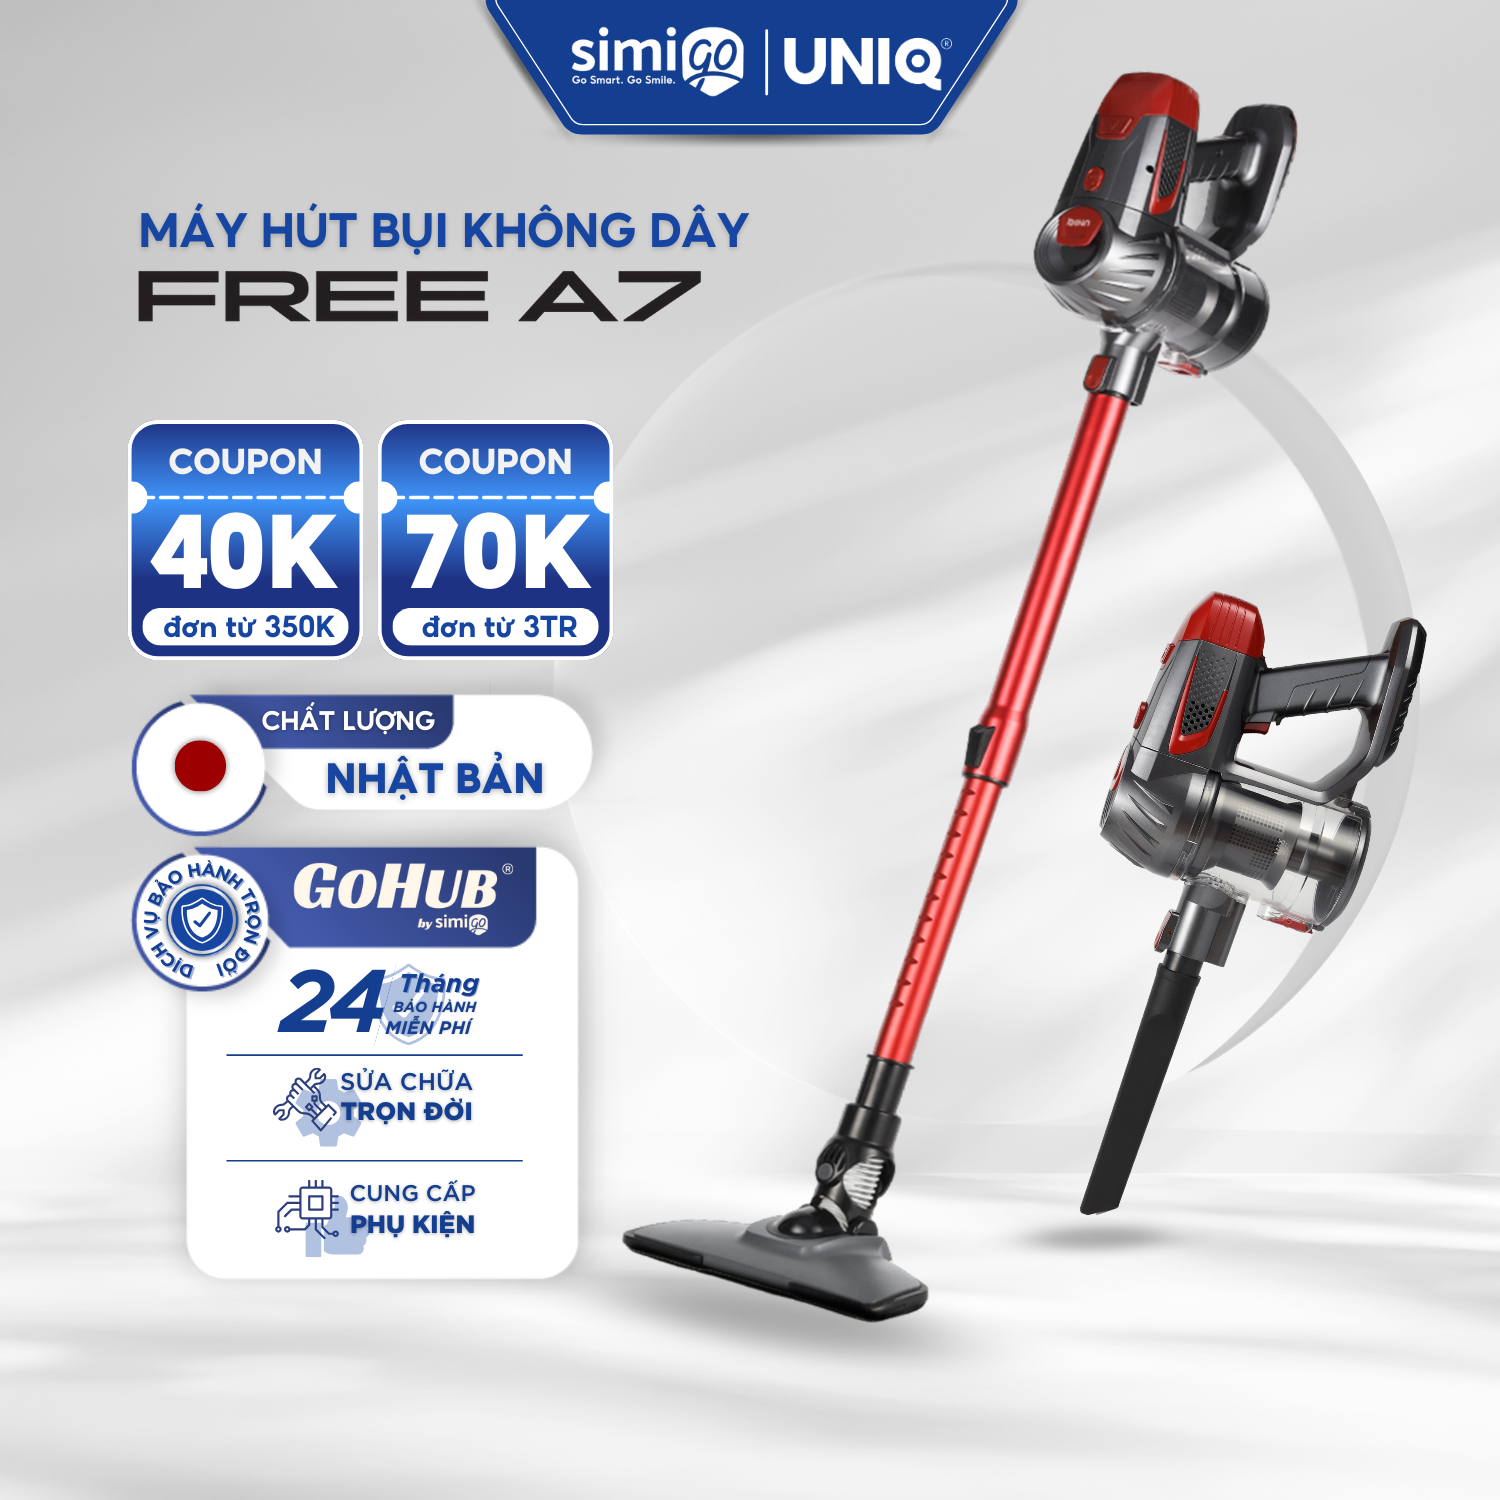 simiGO
Go Smart. Go Smile.
UNIQ®
MÁY HÚT BỤI KHÔNG DÂY
FREE A7
COUPON
40K
đơn từ 350K
COUPON
70K
đơn từ 3TR
CHẤT LƯỢNG
NHẬT BẢN
DỊCH VỤ BẢO HÀNH TRỌN ĐỜI
GOHUB®
by simiGO
24 Tháng
BẢO HÀNH
MIỄN PHÍ
SỬA CHỮA
TRỌN ĐỜI
CUNG CẤP
PHỤ KIỆN